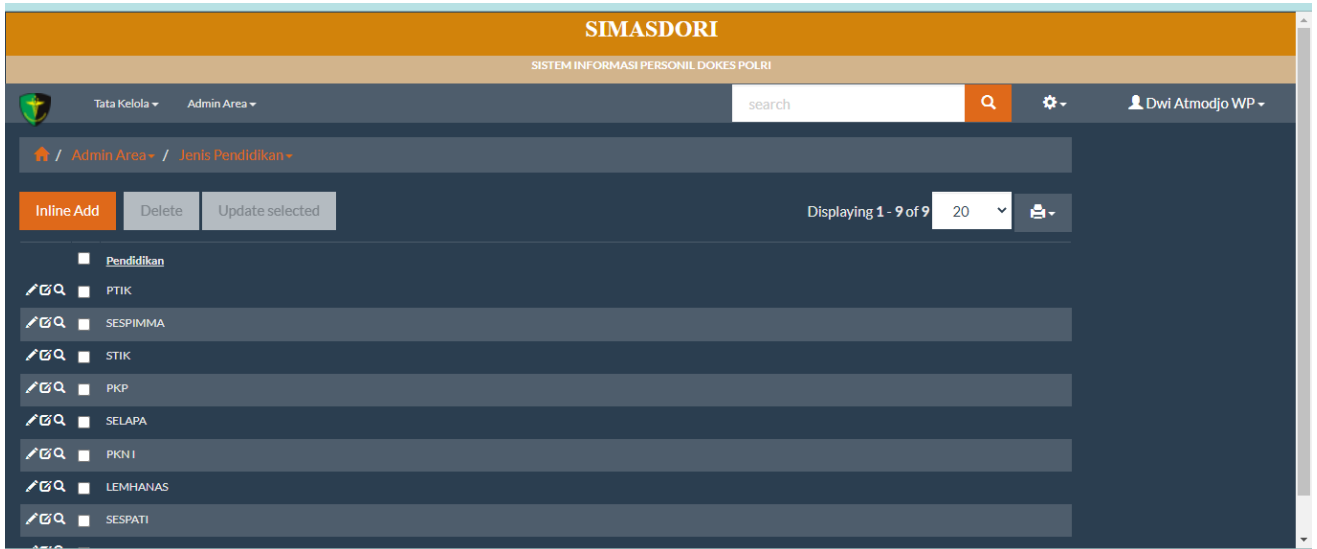 SIMASDORI
SISTEM INFORMASI PERSONIL DOKES POLRI
Tata Kelola Admin Area search Dwi Atmodjo WP
/ Admin Area / Jenis Pendidikan
Inline Add Delete Update selected Displaying 1 - 9 of 9 20
Pendidikan
PTIK
SESPIMMA
STIK
PKP
SELAPA
PKN I
LEMHANAS
SESPATI